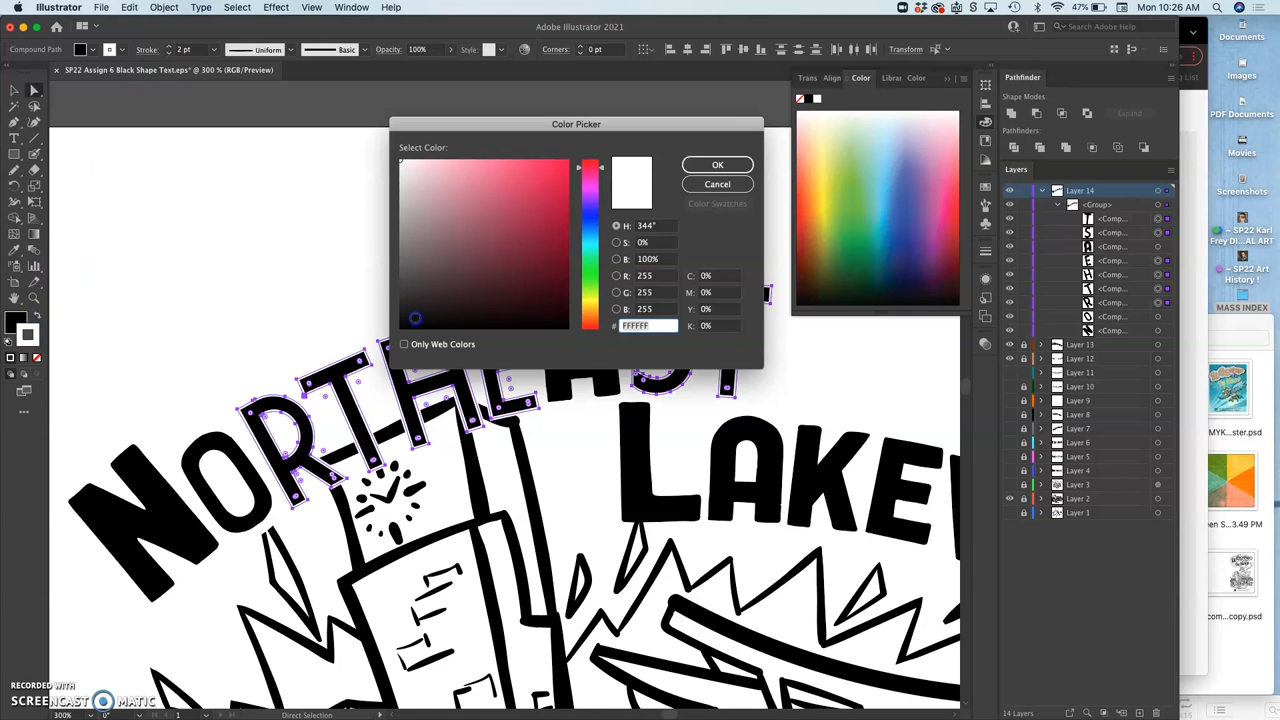 Illustrator File Edit Object Type Select Effect View Window Help
47% Mon 10:26 AM
Adobe Illustrator 2021
Search Adobe Help
Compound Path Stroke: 2 pt Uniform Basic Opacity: 100% Style: Corners: 0 pt Transform
× SP22 Assign 6 Black Shape Text.eps* @ 300 % (RGB/Preview)
Trans Align Color Librar Color
Color Picker
Select Color:
OK
Cancel
Color Swatches
H: 344°
S: 0%
B: 100%
R: 255 C: 0%
G: 255 M: 0%
B: 255 Y: 0%
# FFFFFF K: 0%
Only Web Colors
NORTHEAST
LAKE
Pathfinder
Shape Modes:
Expand
Pathfinders:
Layers
Layer 14
<Group>
<Comp...
<Comp...
<Comp...
<Comp...
<Comp...
<Comp...
<Comp...
<Comp...
Layer 13
Layer 12
Layer 11
Layer 10
Layer 9
Layer 8
Layer 7
Layer 6
Layer 5
Layer 4
Layer 3
Layer 2
Layer 1
14 Layers
Documents
Images
PDF Documents
Movies
Screenshots
~ SP22 Karl Frey DI...AL ART
~ SP22 Art History !
MASS INDEX
MYK...ster.psd
een S...3.49 PM
com...copy.psd
RECORDED WITH
SCREENCAST MATIC
300% 0° 1 Direct Selection